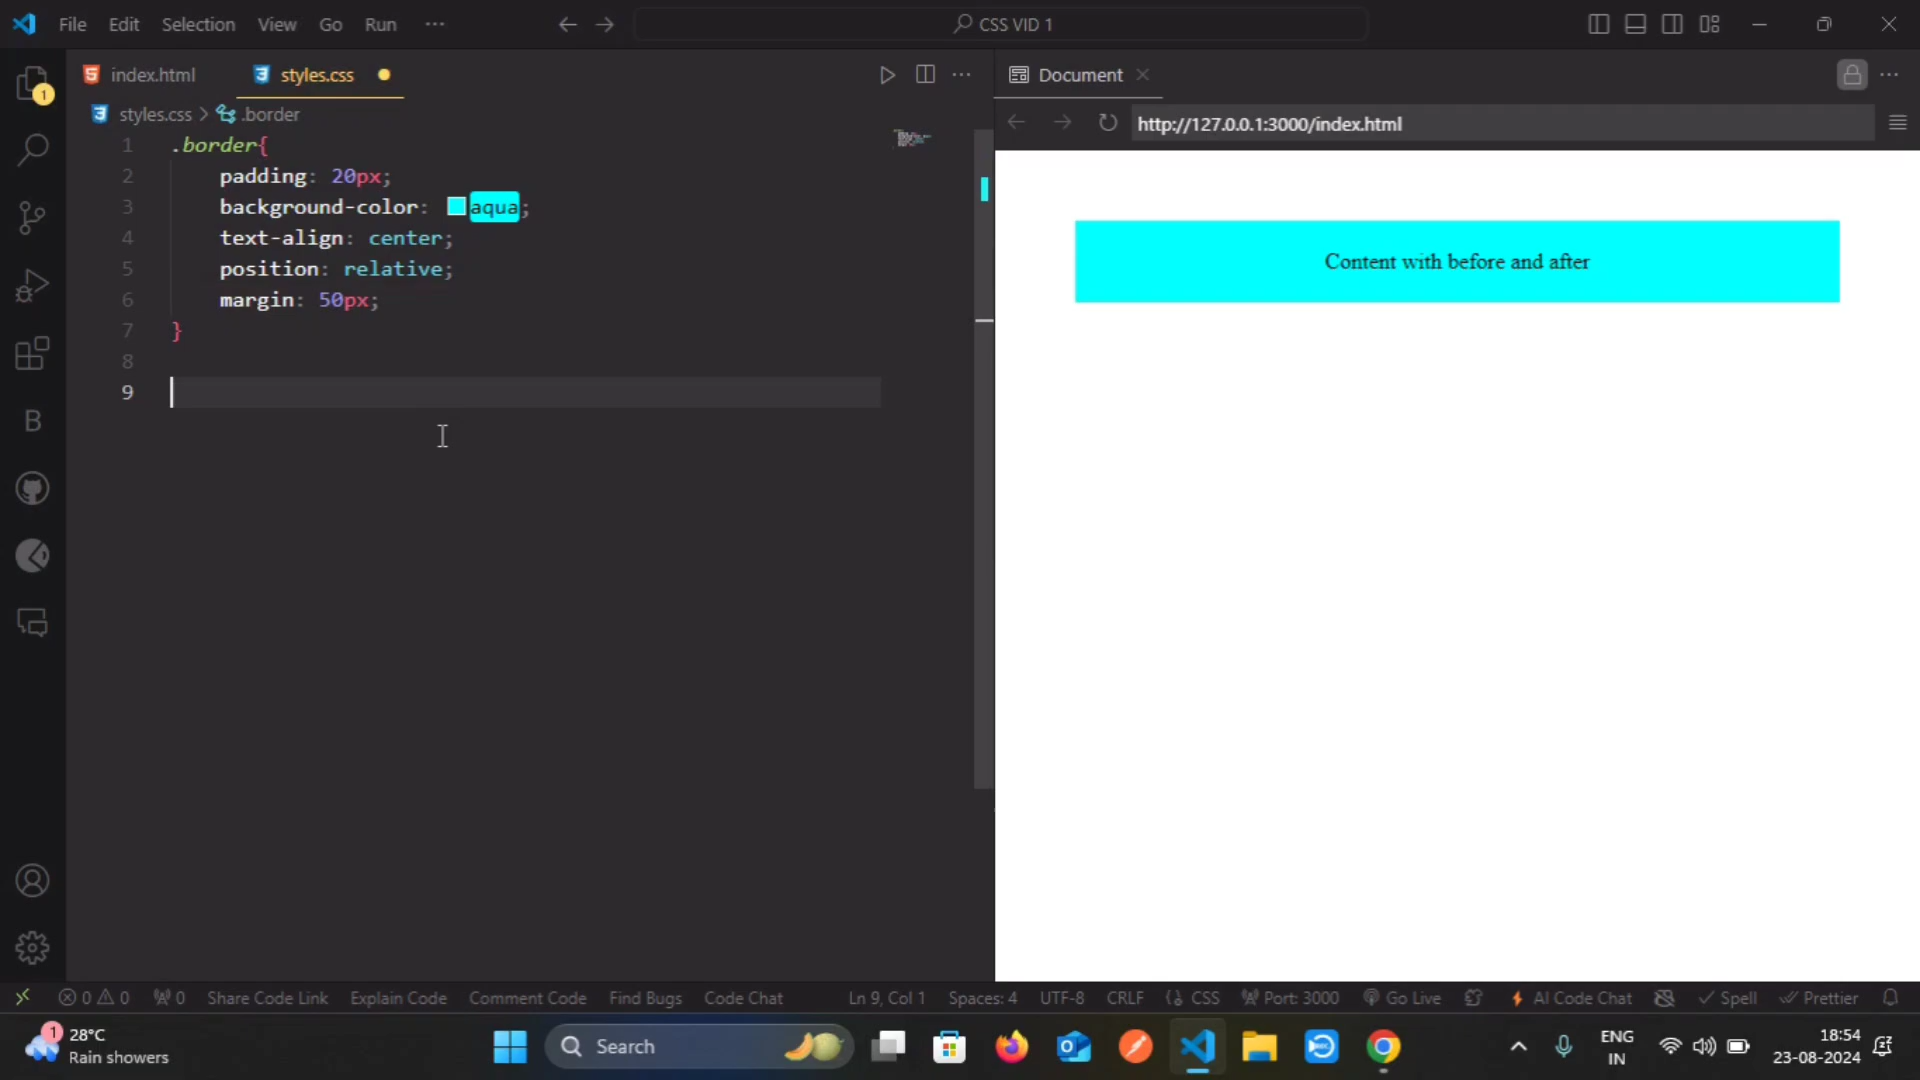 File Edit Selection View Go Run ···
CSS VID 1
index.html
styles.css
Document
styles.css > .border
http://127.0.0.1:3000/index.html
1 .border{
2 padding: 20px;
3 background-color: aqua;
4 text-align: center;
5 position: relative;
6 margin: 50px;
7 }
8
9
Content with before and after
1
B
0 0 0 Share Code Link Explain Code Comment Code Find Bugs Code Chat Ln 9, Col 1 Spaces: 4 UTF-8 CRLF CSS Port: 3000 Go Live AI Code Chat Spell Prettier
1
28°C
Rain showers
Search
ENG
IN
18:54
23-08-2024